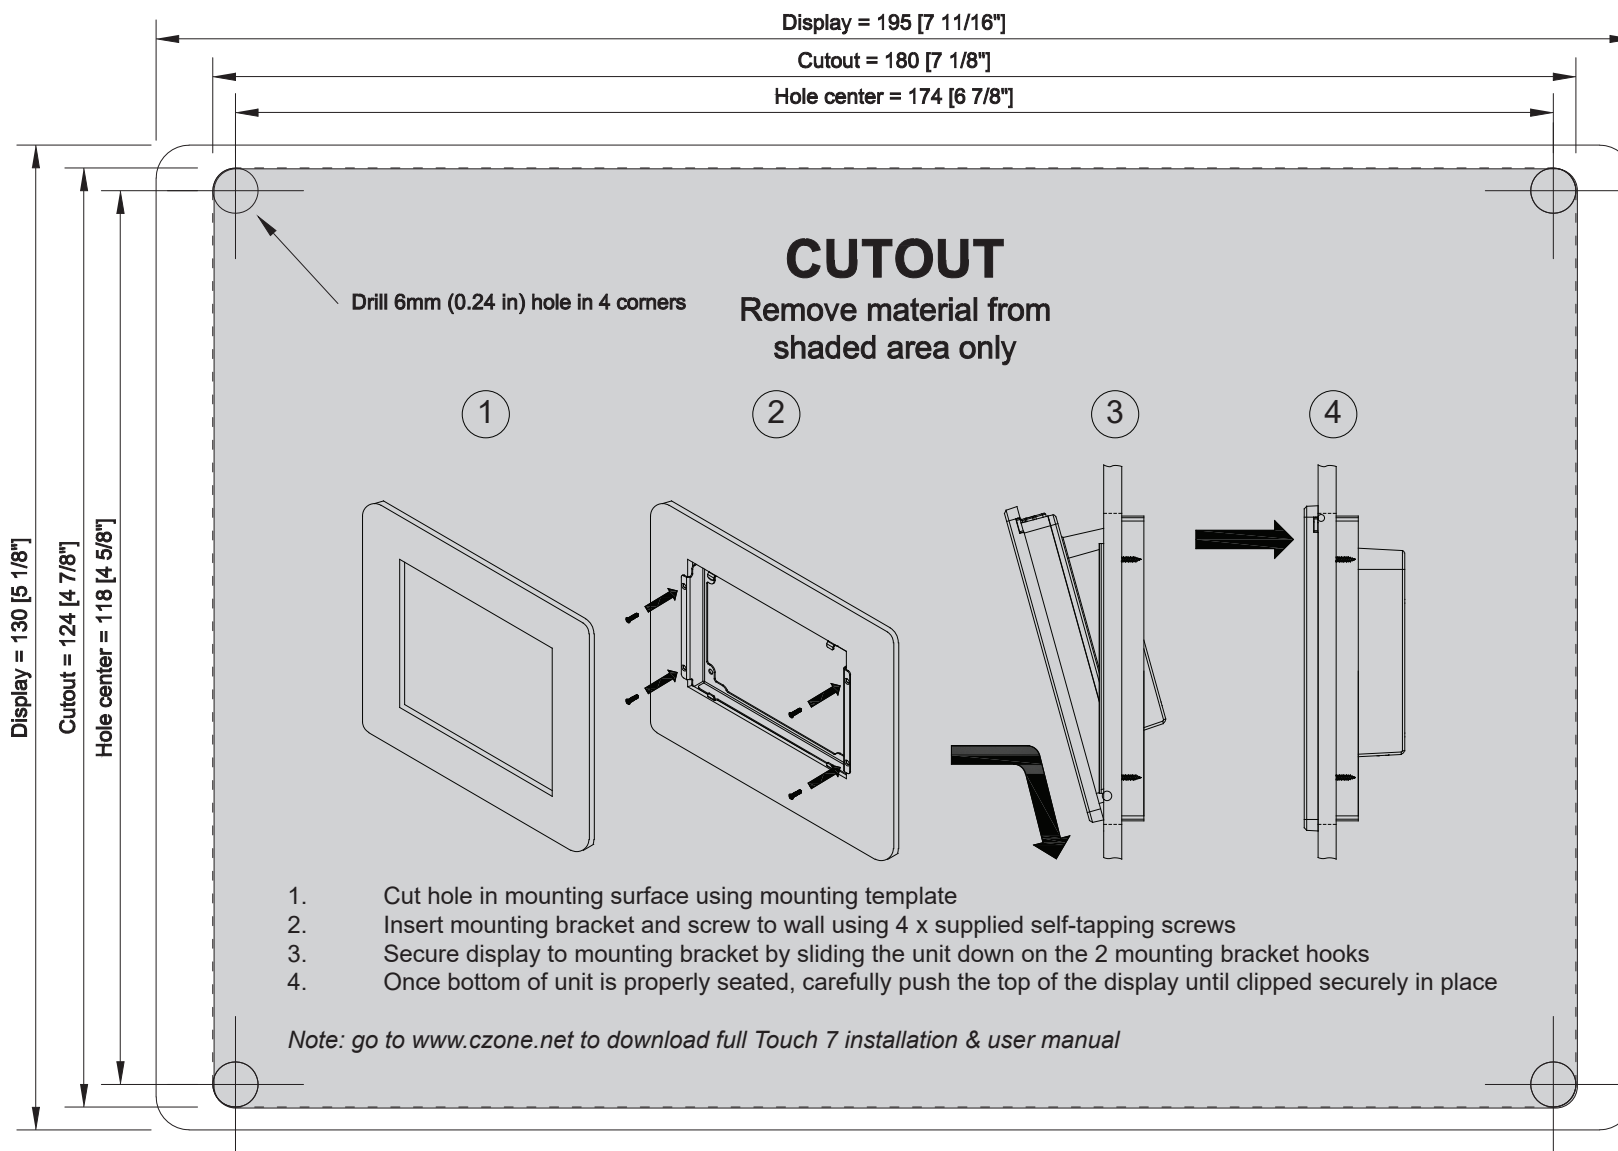 Display = 195 [7 11/16"]
Cutout = 180 [7 1/8"]
Hole center = 174 [6 7/8"]
Display = 130 [5 1/8"]
Cutout = 124 [4 7/8"]
Hole center = 118 [4 5/8"]
CUTOUT
Remove material from
shaded area only
Drill 6mm (0.24 in) hole in 4 corners
1
2
3
4
1. Cut hole in mounting surface using mounting template
2. Insert mounting bracket and screw to wall using 4 x supplied self-tapping screws
3. Secure display to mounting bracket by sliding the unit down on the 2 mounting bracket hooks
4. Once bottom of unit is properly seated, carefully push the top of the display until clipped securely in place
Note: go to www.czone.net to download full Touch 7 installation & user manual